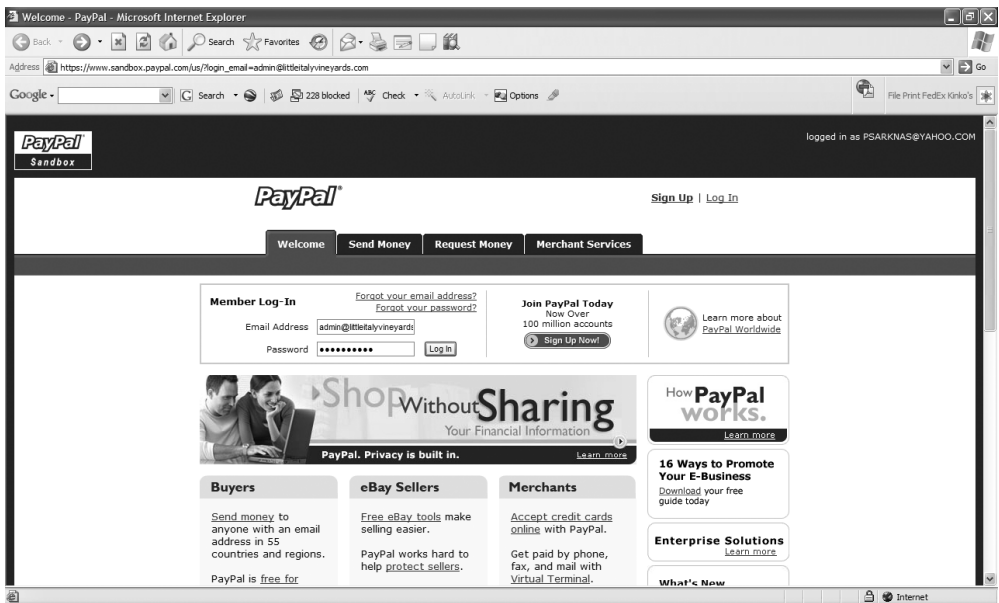 Welcome - PayPal - Microsoft Internet Explorer
Back
Search
Favorites
Address
https://www.sandbox.paypal.com/us/?login_email=admin@littleitalyvineyards.com
Go
Google
Search
228 blocked
Check
AutoLink
Options
File Print FedEx Kinko's
PayPal
Sandbox
logged in as PSARKNAS@YAHOO.COM
PayPal
Sign Up | Log In
Welcome
Send Money
Request Money
Merchant Services
Member Log-In
Forgot your email address?
Forgot your password?
Email Address
admin@littleitalyvineyards
Password
Log In
Join PayPal Today
Now Over
100 million accounts
Sign Up Now!
Learn more about
PayPal Worldwide
Shop Without Sharing
Your Financial Information
PayPal. Privacy is built in.
Learn more
How PayPal
works.
Learn more
16 Ways to Promote
Your E-Business
Download your free
guide today
Enterprise Solutions
Learn more
What's New
Buyers
Send money to
anyone with an email
address in 55
countries and regions.
PayPal is free for
eBay Sellers
Free eBay tools make
selling easier.
PayPal works hard to
help protect sellers.
Merchants
Accept credit cards
online with PayPal.
Get paid by phone,
fax, and mail with
Virtual Terminal.
Internet